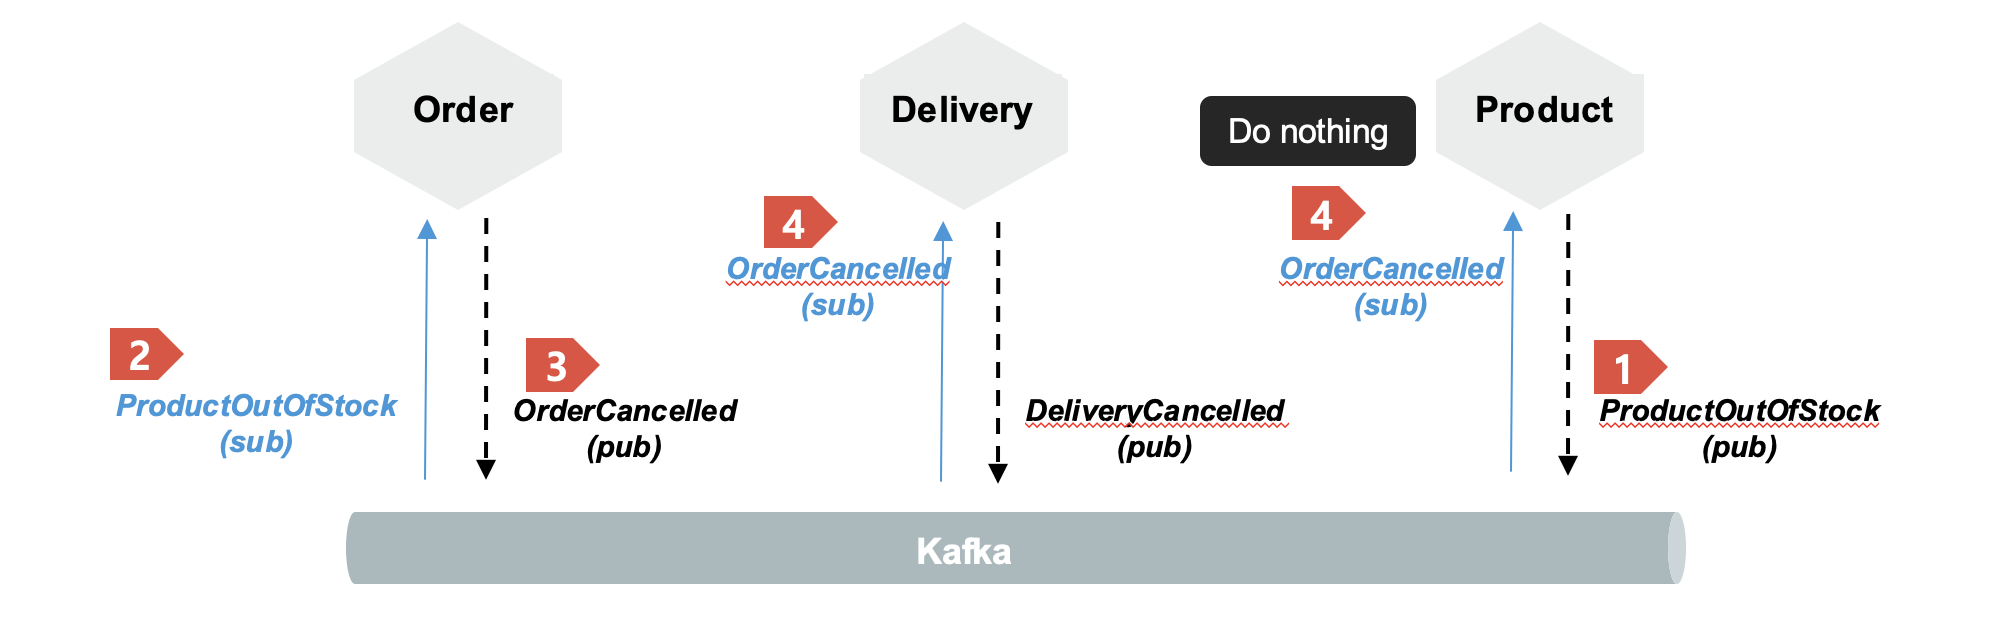 Order
Delivery
Do nothing
Product
4
OrderCancelled
(sub)
4
OrderCancelled
(sub)
2
ProductOutOfStock
(sub)
3
OrderCancelled
(pub)
DeliveryCancelled
(pub)
1
ProductOutOfStock
(pub)
Kafka